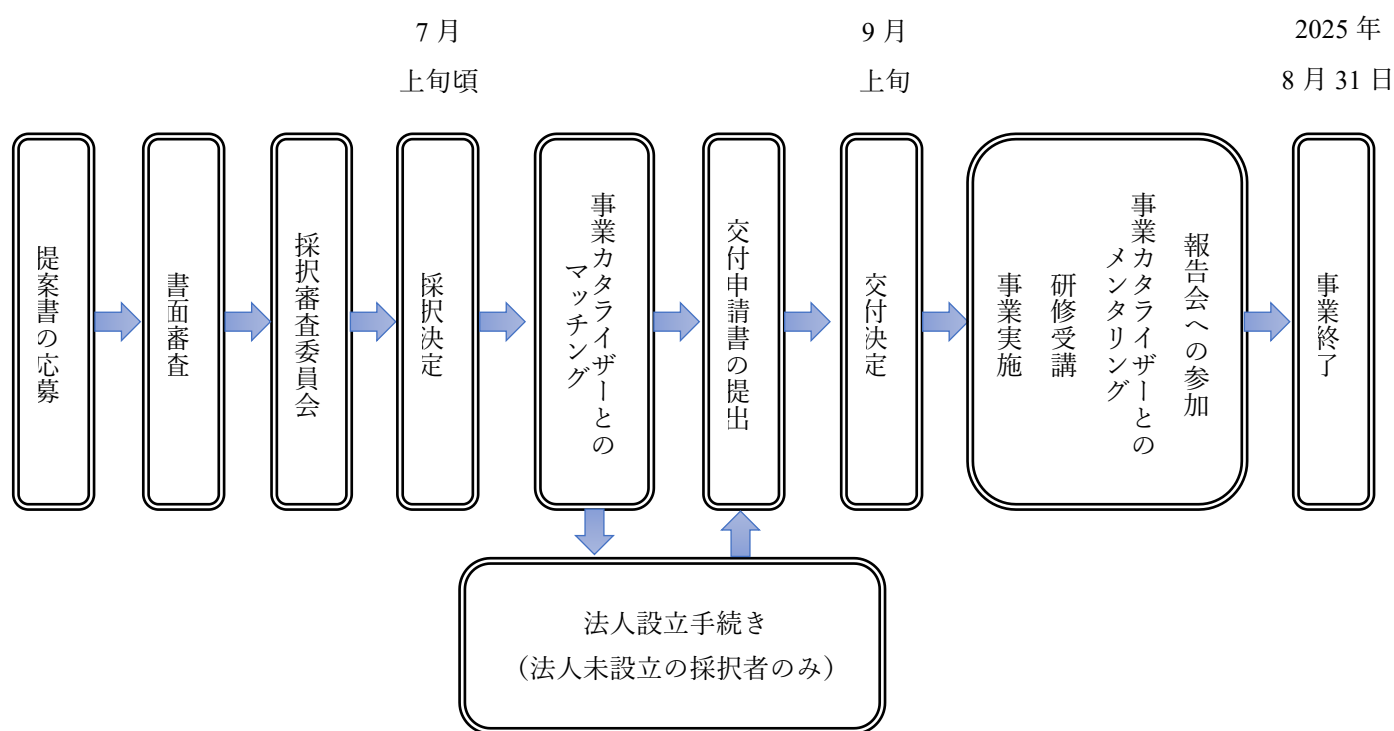 7 月
上旬頃
9 月
上旬
2025 年
8 月 31 日
提案書の応募
書面審査
採択審査委員会
採択決定
事業カタライザーとの
マッチング
交付申請書の提出
交付決定
報告会への参加
事業カタライザーとの
メンタリング
研修受講
事業実施
事業終了
法人設立手続き
（法人未設立の採択者のみ）